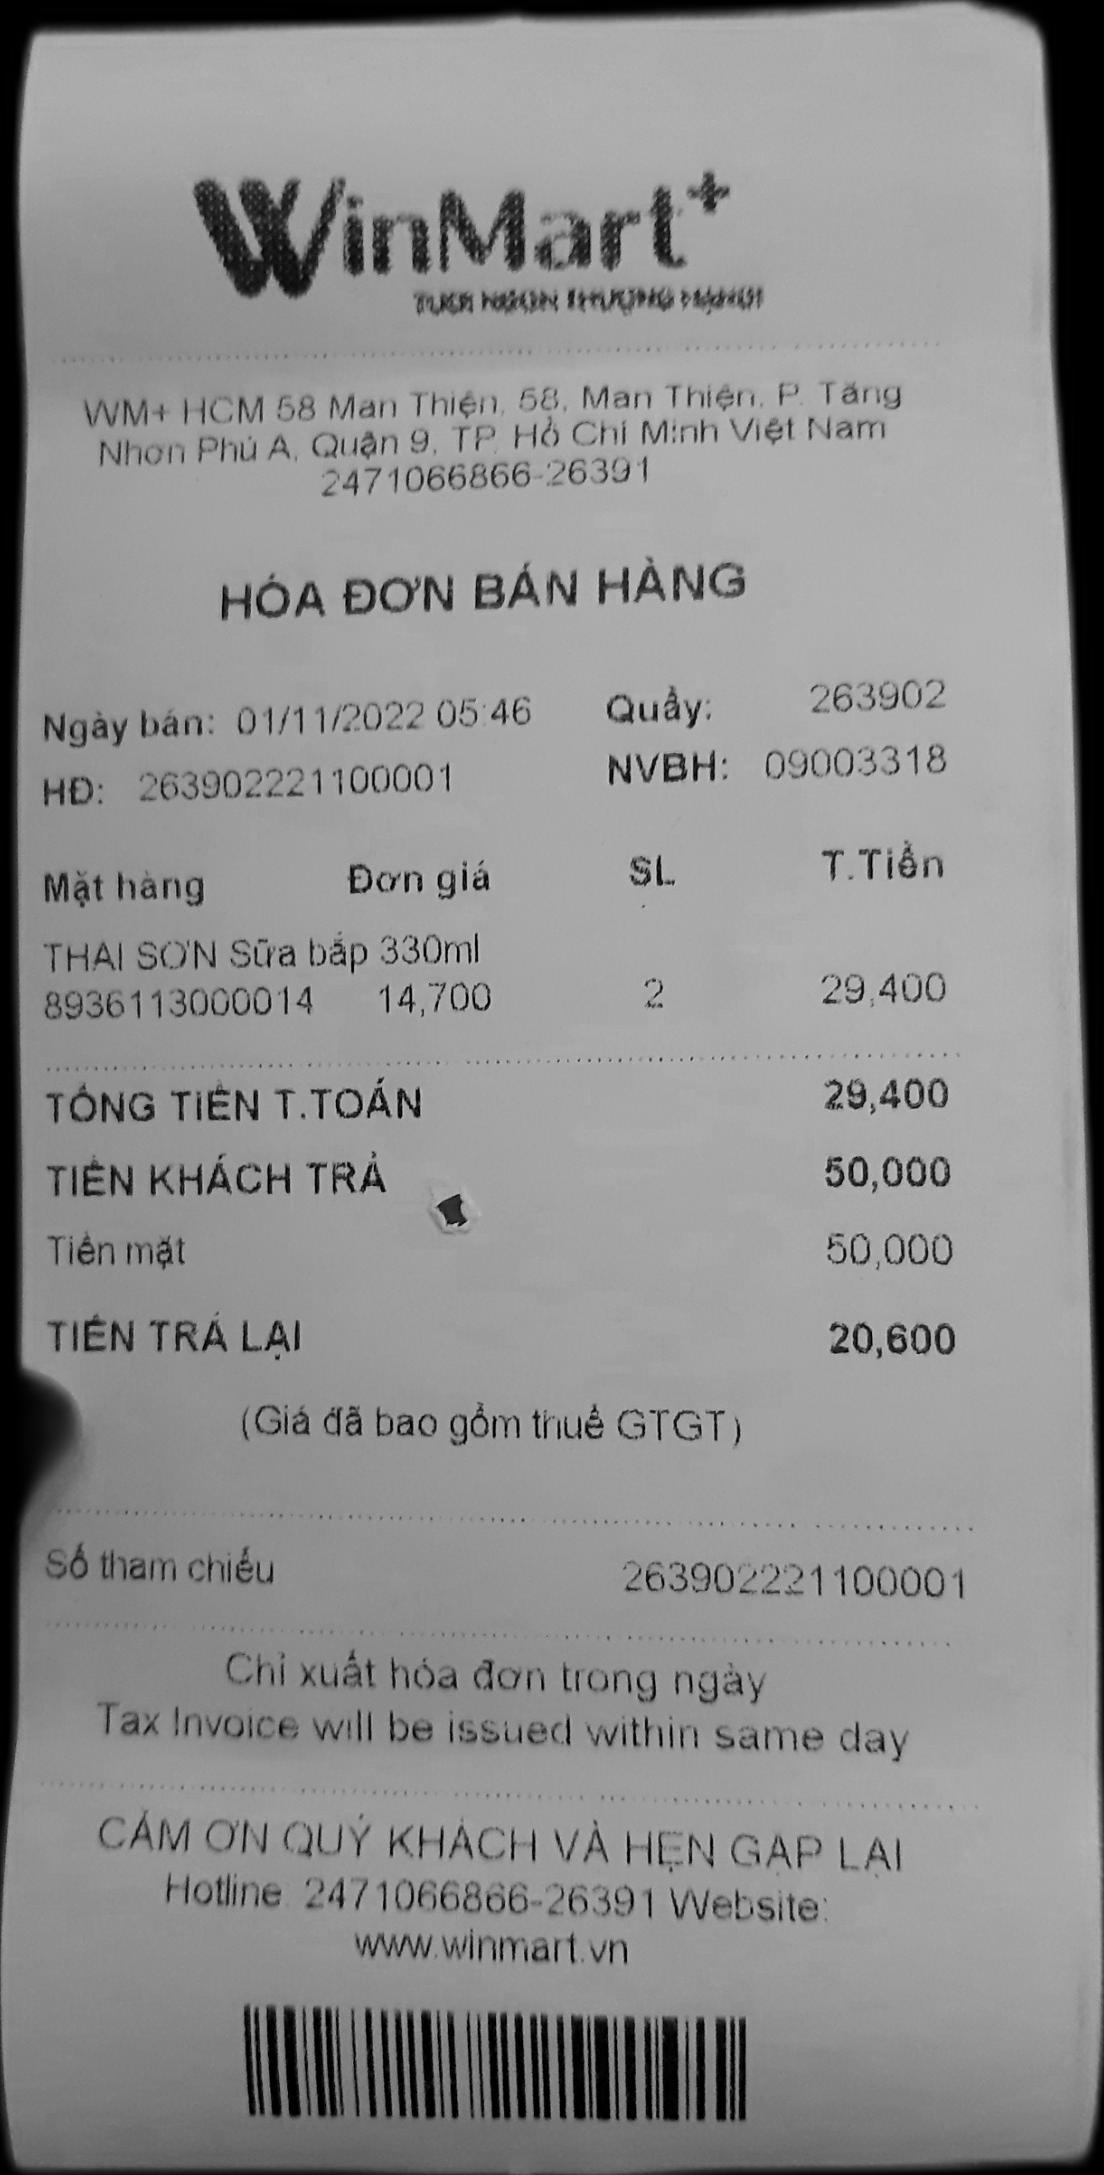 WinMart+
TƯƠI NGON THƯỢNG HẠNG!
WM+ HCM 58 Man Thiện, 58, Man Thiện, P. Tăng
Nhơn Phú A, Quận 9, TP. Hồ Chí Minh Việt Nam
2471066866-26391
HÓA ĐƠN BÁN HÀNG
Ngày bán: 01/11/2022 05:46 Quầy: 263902
HĐ: 263902221100001 NVBH: 09003318
Mặt hàng Đơn giá SL T.Tiền
THAI SƠN Sữa bắp 330ml
8936113000014 14,700 2 29,400
TỔNG TIỀN T.TOÁN 29,400
TIỀN KHÁCH TRẢ 50,000
Tiền mặt 50,000
TIỀN TRẢ LẠI 20,600
(Giá đã bao gồm thuế GTGT)
Số tham chiếu 263902221100001
Chỉ xuất hóa đơn trong ngày
Tax Invoice will be issued within same day
CẢM ƠN QUÝ KHÁCH VÀ HẸN GẶP LẠI
Hotline: 2471066866-26391 Website:
www.winmart.vn